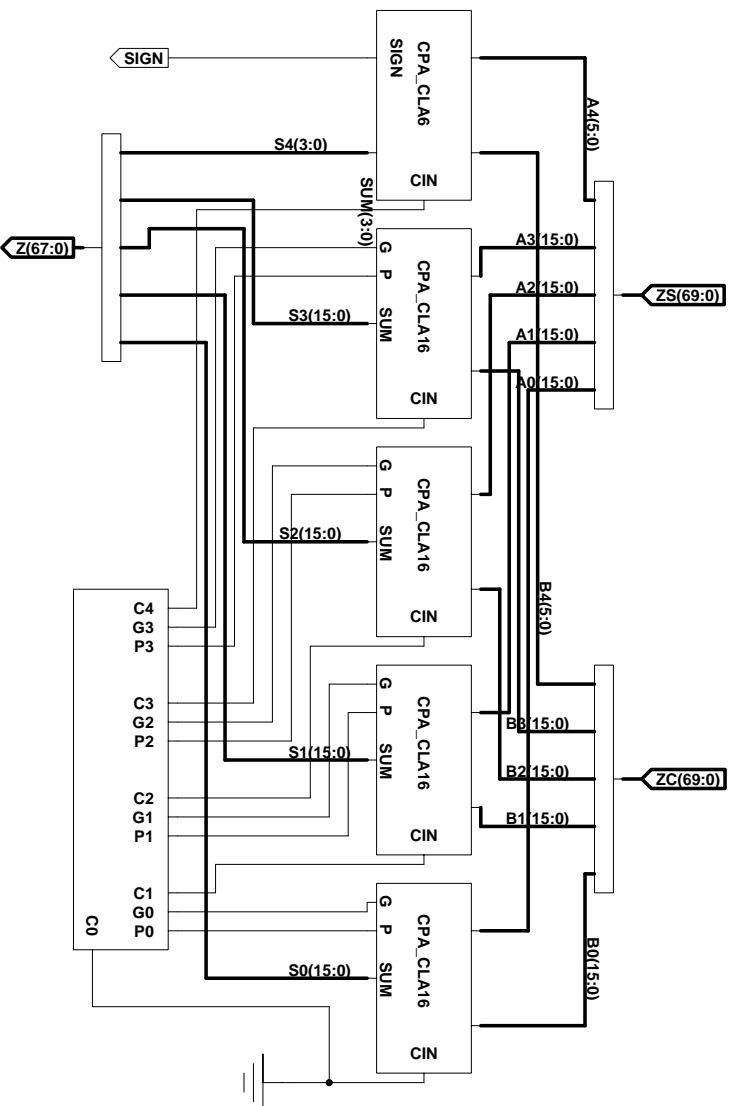 SIGN
CPA_CLA6
SIGN
CIN
A4(5:0)
S4(3:0)
SUM(3:0)
Z(67:0)
ZS(69:0)
G
P
CPA_CLA16
SUM
CIN
A3(15:0)
A2(15:0)
A1(15:0)
A0(15:0)
S3(15:0)
G
P
CPA_CLA16
SUM
CIN
S2(15:0)
B4(5:0)
C4
G3
P3
C3
G2
P2
C2
G1
P1
C1
G0
P0
C0
G
P
CPA_CLA16
SUM
CIN
S1(15:0)
B3(15:0)
B2(15:0)
B1(15:0)
ZC(69:0)
G
P
CPA_CLA16
SUM
CIN
S0(15:0)
B0(15:0)